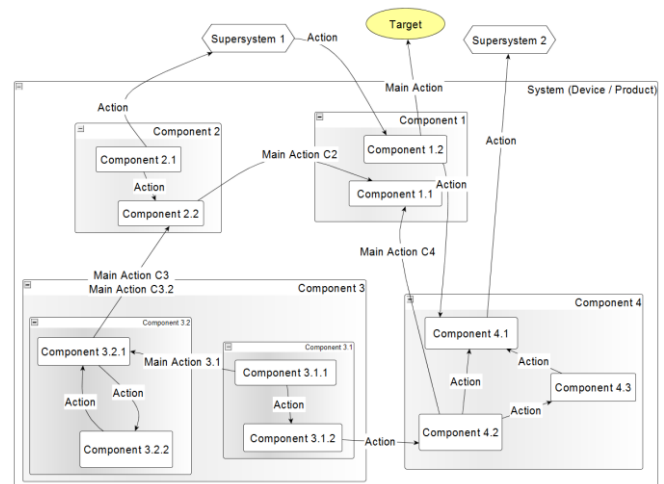 Target
Supersystem 1
Action
Supersystem 2
Main Action
System (Device / Product)
Action
Component 1
Component 2
Action
Component 1.2
Main Action C2
Component 2.1
Action
Component 1.1
Action
Component 2.2
Main Action C4
Main Action C3
Main Action C3.2
Component 3
Component 4
Component 3.2
Component 3.1
Component 4.1
Component 3.2.1
Main Action 3.1
Action
Component 3.1.1
Action
Component 4.3
Action
Action
Action
Action
Component 3.2.2
Component 3.1.2
Action
Component 4.2